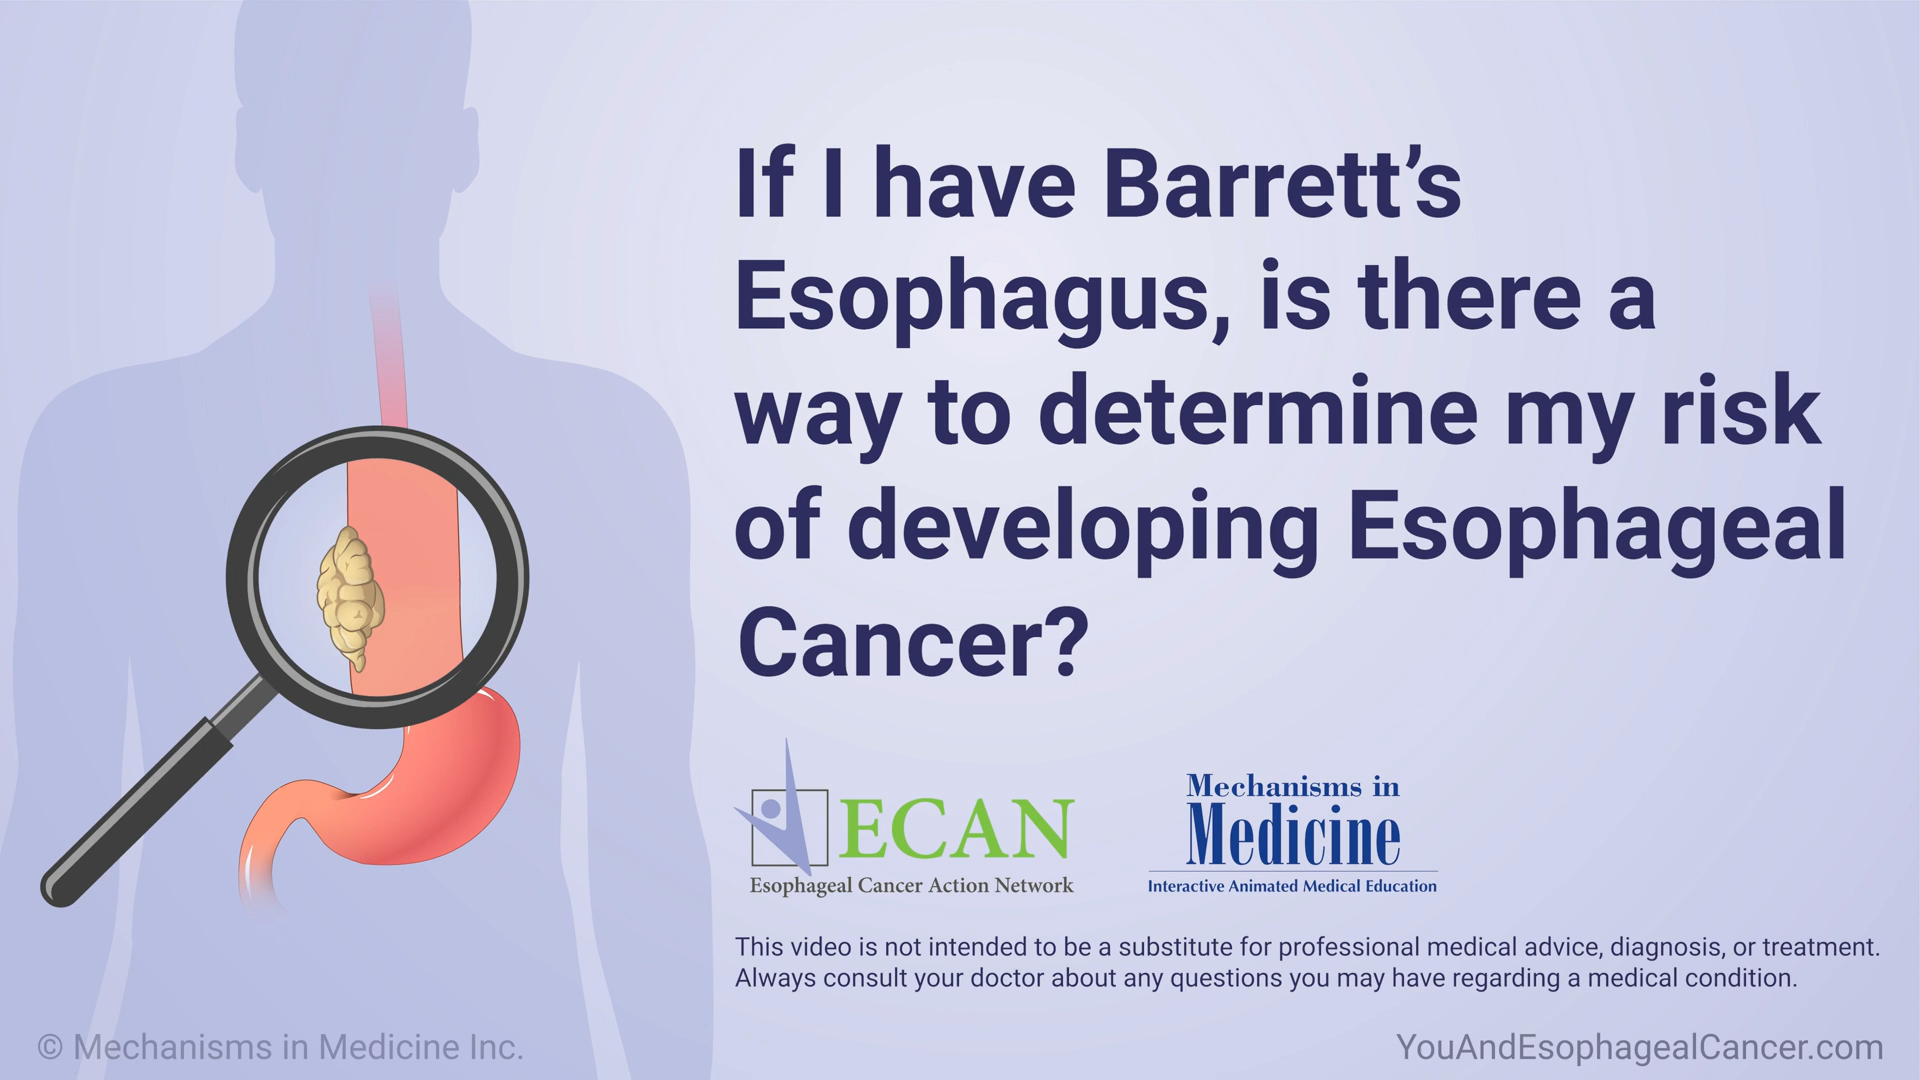 If I have Barrett’s
Esophagus, is there a
way to determine my risk
of developing Esophageal
Cancer?
ECAN
Esophageal Cancer Action Network
Mechanisms in
Medicine
Interactive Animated Medical Education
This video is not intended to be a substitute for professional medical advice, diagnosis, or treatment.
Always consult your doctor about any questions you may have regarding a medical condition.
© Mechanisms in Medicine Inc.
YouAndEsophagealCancer.com